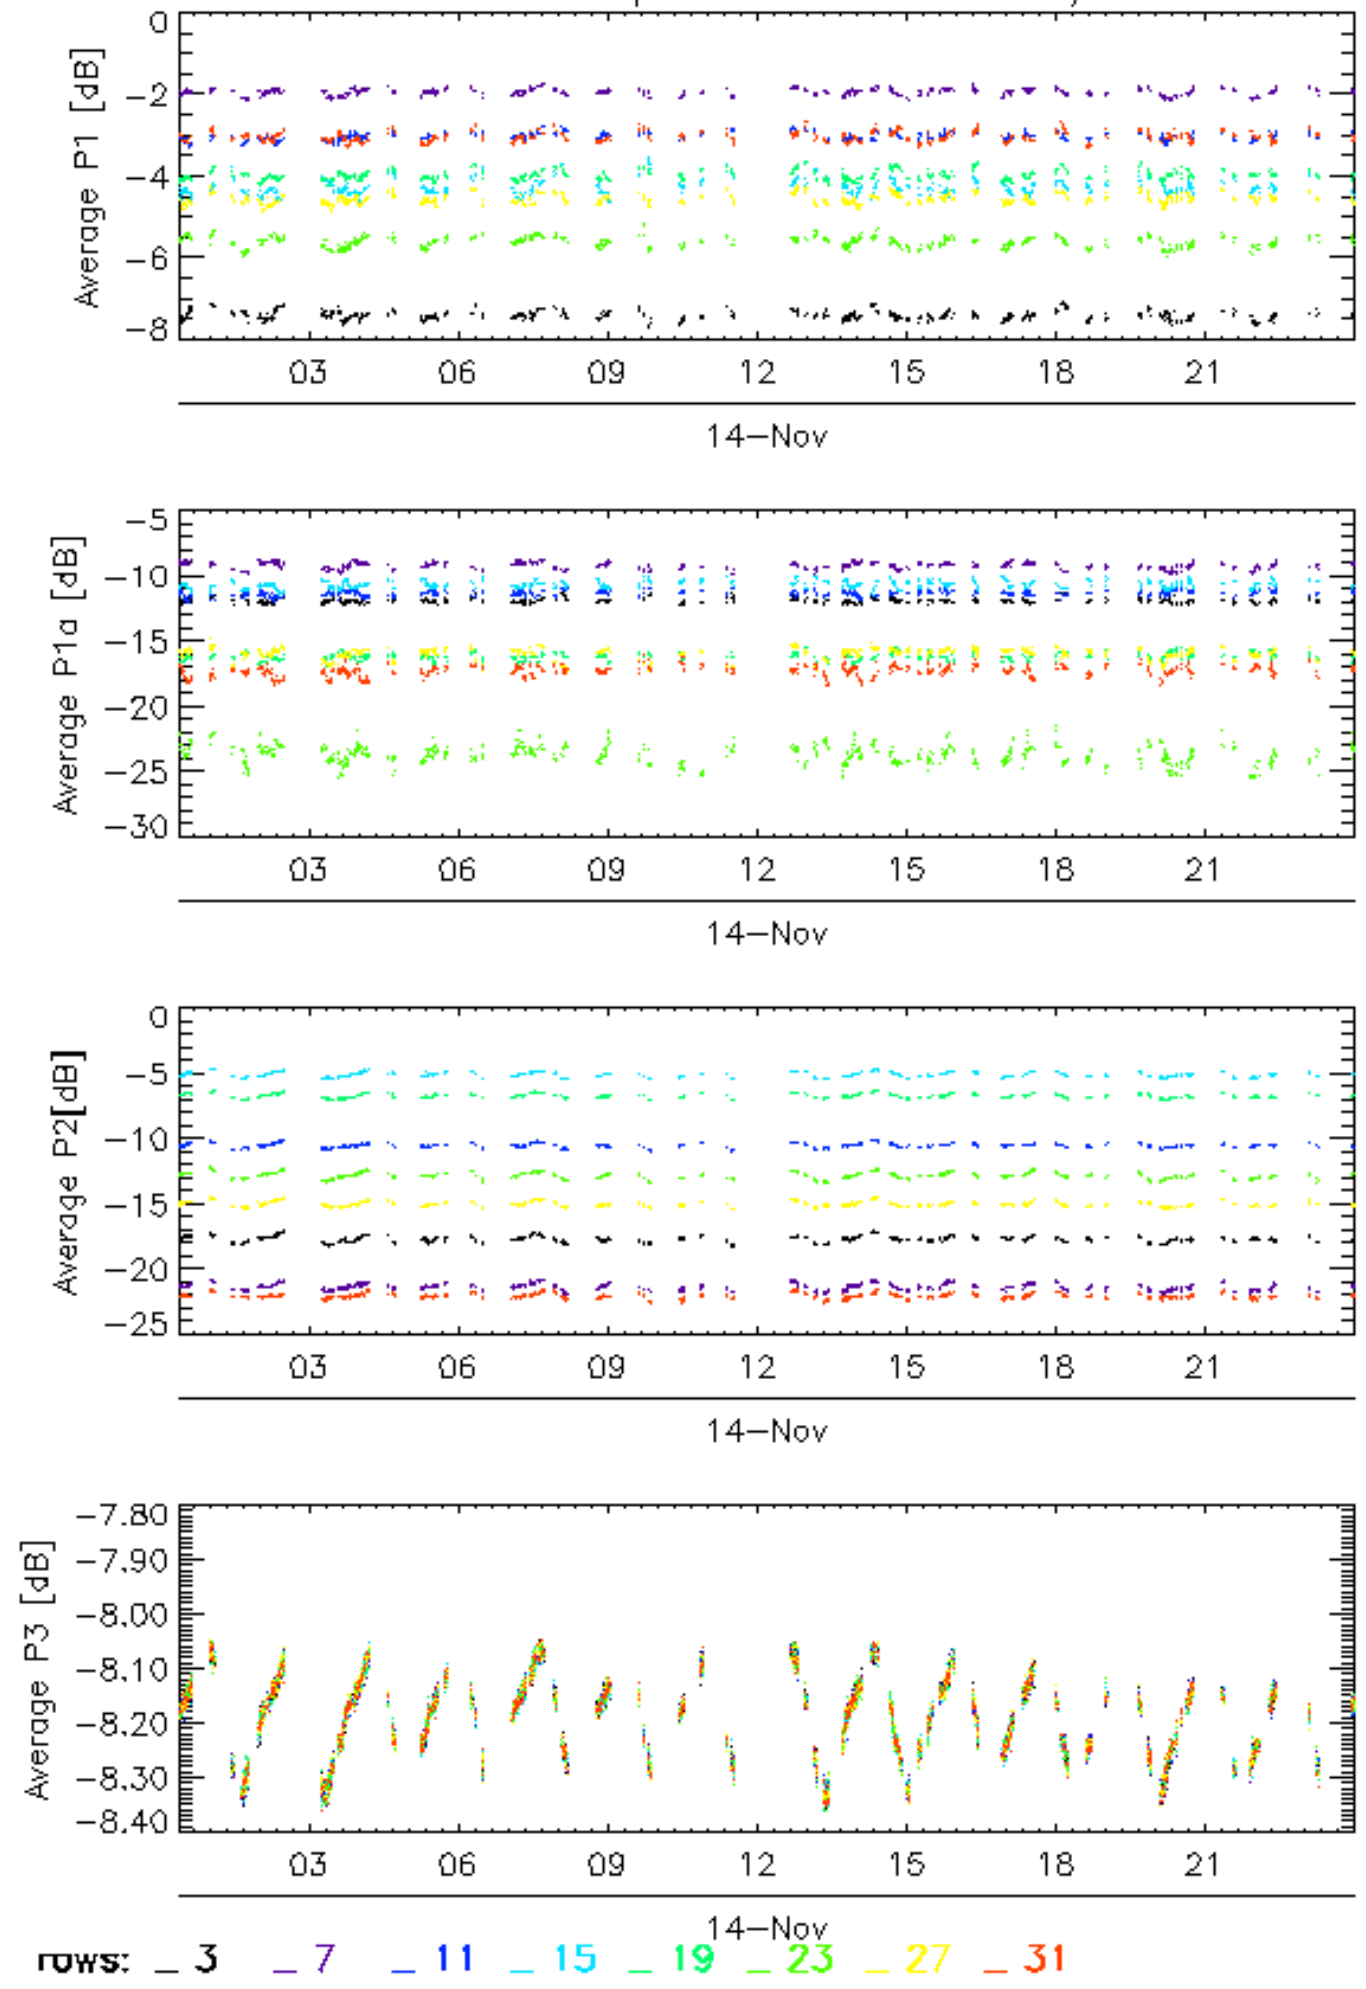 0
−2
−4
−6
−8
Average P1 [dB]
03 06 09 12 15 18 21
14−Nov
−5
−10
−15
−20
−25
−30
Average P1a [dB]
03 06 09 12 15 18 21
14−Nov
0
−5
−10
−15
−20
−25
Average P2[dB]
03 06 09 12 15 18 21
14−Nov
−7.80
−7.90
−8.00
−8.10
−8.20
−8.30
−8.40
Average P3 [dB]
03 06 09 12 15 18 21
14−Nov
rows: _ 3 _ 7 _ 11 _ 15 _ 19 _ 23 _ 27 _ 31